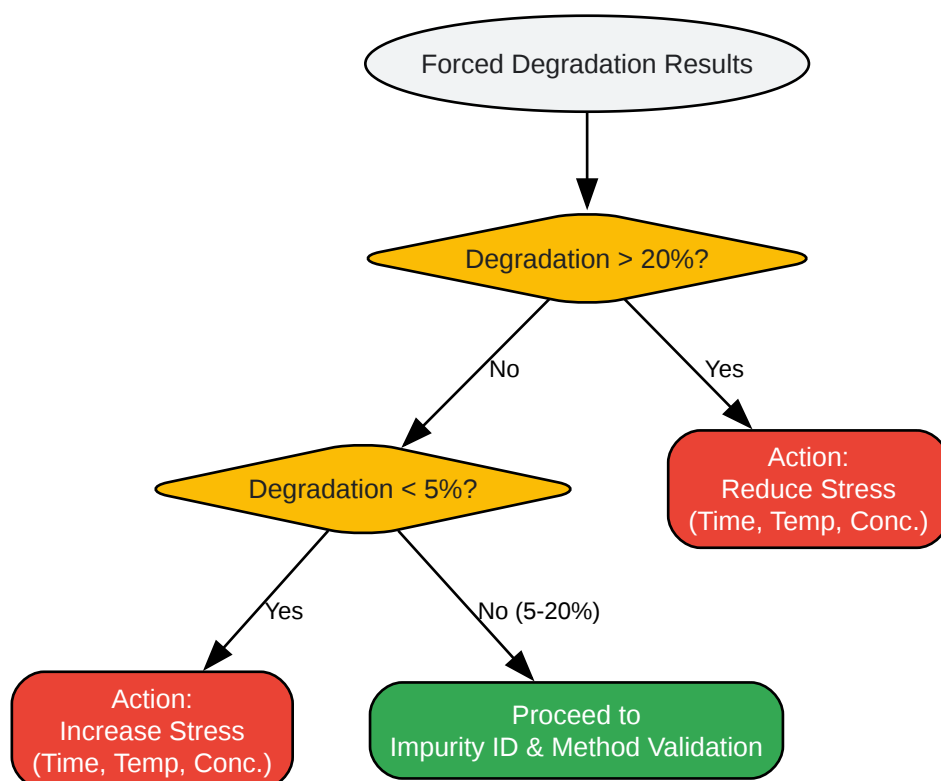 Forced Degradation Results
Degradation > 20%?
No
Yes
Action:
Reduce Stress
(Time, Temp, Conc.)
Degradation < 5%?
Yes
No (5-20%)
Action:
Increase Stress
(Time, Temp, Conc.)
Proceed to
Impurity ID & Method Validation